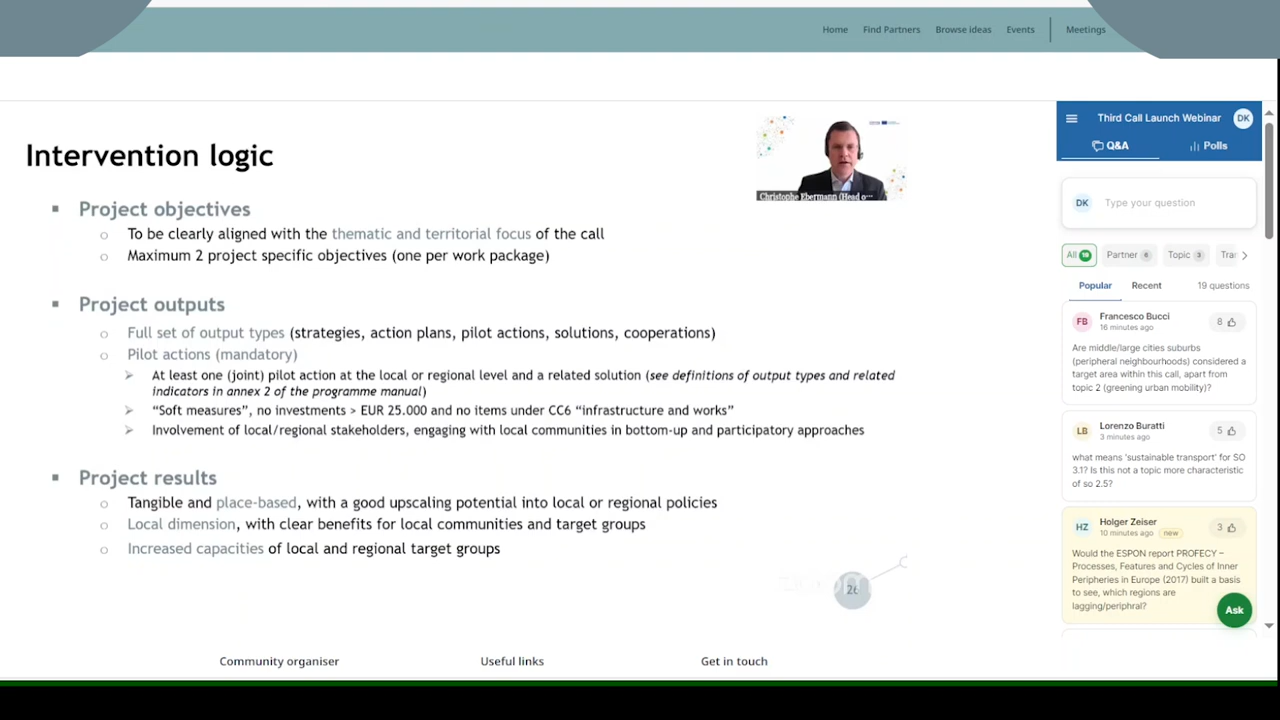 Home Find Partners Browse ideas Events Meetings
Intervention logic
Christophe Ebermann (Head o···
Project objectives
To be clearly aligned with the thematic and territorial focus of the call
Maximum 2 project specific objectives (one per work package)
Project outputs
Full set of output types (strategies, action plans, pilot actions, solutions, cooperations)
Pilot actions (mandatory)
At least one (joint) pilot action at the local or regional level and a related solution (see definitions of output types and related
indicators in annex 2 of the programme manual)
“Soft measures”, no investments > EUR 25.000 and no items under CC6 “infrastructure and works”
Involvement of local/regional stakeholders, engaging with local communities in bottom-up and participatory approaches
Project results
Tangible and place-based, with a good upscaling potential into local or regional policies
Local dimension, with clear benefits for local communities and target groups
Increased capacities of local and regional target groups
26
Third Call Launch Webinar DK
Q&A Polls
DK Type your question
All 19 Partner 6 Topic 3 Tra
Popular Recent 19 questions
FB Francesco Bucci 8
16 minutes ago
Are middle/large cities suburbs
(peripheral neighbourhoods) considered a
target area within this call, apart from
topic 2 (greening urban mobility)?
LB Lorenzo Buratti 5
3 minutes ago
what means 'sustainable transport' for SO
3.1? Is this not a topic more characteristic
of so 2.5?
HZ Holger Zeiser 3
10 minutes ago new
Would the ESPON report PROFECY –
Processes, Features and Cycles of Inner
Peripheries in Europe (2017) built a basis
to see, which regions are
lagging/periphral?
Ask
Community organiser Useful links Get in touch